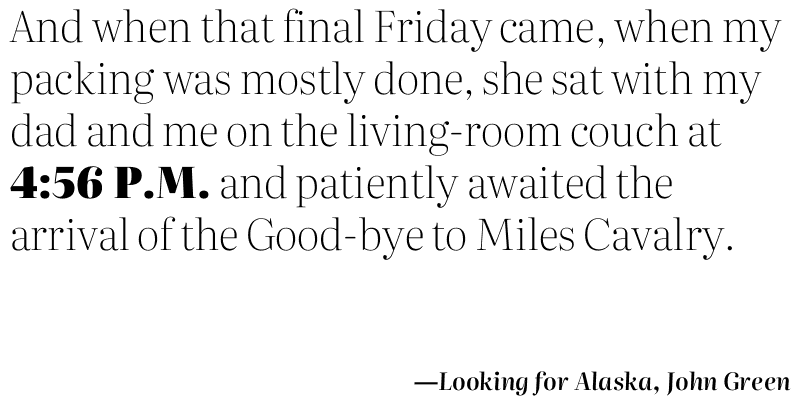 And when that final Friday came, when my
packing was mostly done, she sat with my
dad and me on the living-room couch at
4:56 P.M. and patiently awaited the
arrival of the Good-bye to Miles Cavalry.
—Looking for Alaska, John Green